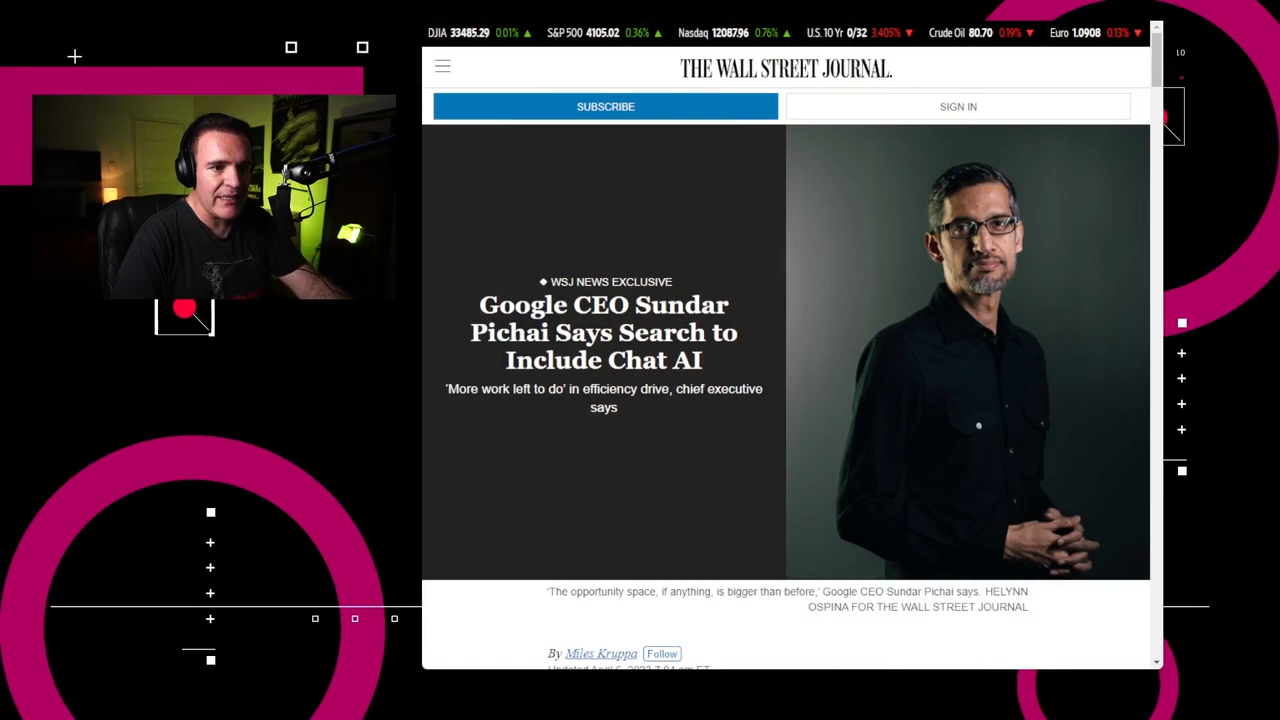 DJIA 33485.29 0.01% ▲ S&P 500 4105.02 0.36% ▲ Nasdaq 12087.96 0.76% ▲ U.S. 10 Yr 0/32 3.405% ▼ Crude Oil 80.70 0.19% ▼ Euro 1.0908 0.13% ▼
THE WALL STREET JOURNAL.
SUBSCRIBE SIGN IN
◆ WSJ NEWS EXCLUSIVE
Google CEO Sundar
Pichai Says Search to
Include Chat AI
'More work left to do' in efficiency drive, chief executive
says
'The opportunity space, if anything, is bigger than before,' Google CEO Sundar Pichai says. HELYNN
OSPINA FOR THE WALL STREET JOURNAL
By Miles Kruppa Follow
10